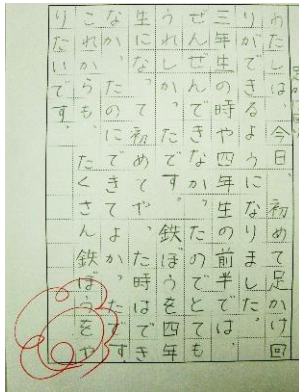 わたしは、今日、初めて足かけ回
りができるようになりました。
三年生の時や四年生の前半では、
ぜんぜんできなかったのでとても
うれしかったです。鉄ぼうを四年
生になって初めてやった時はでき
なかったのにできてよかったです。
これからも、たくさん鉄ぼうをや
りたいです。